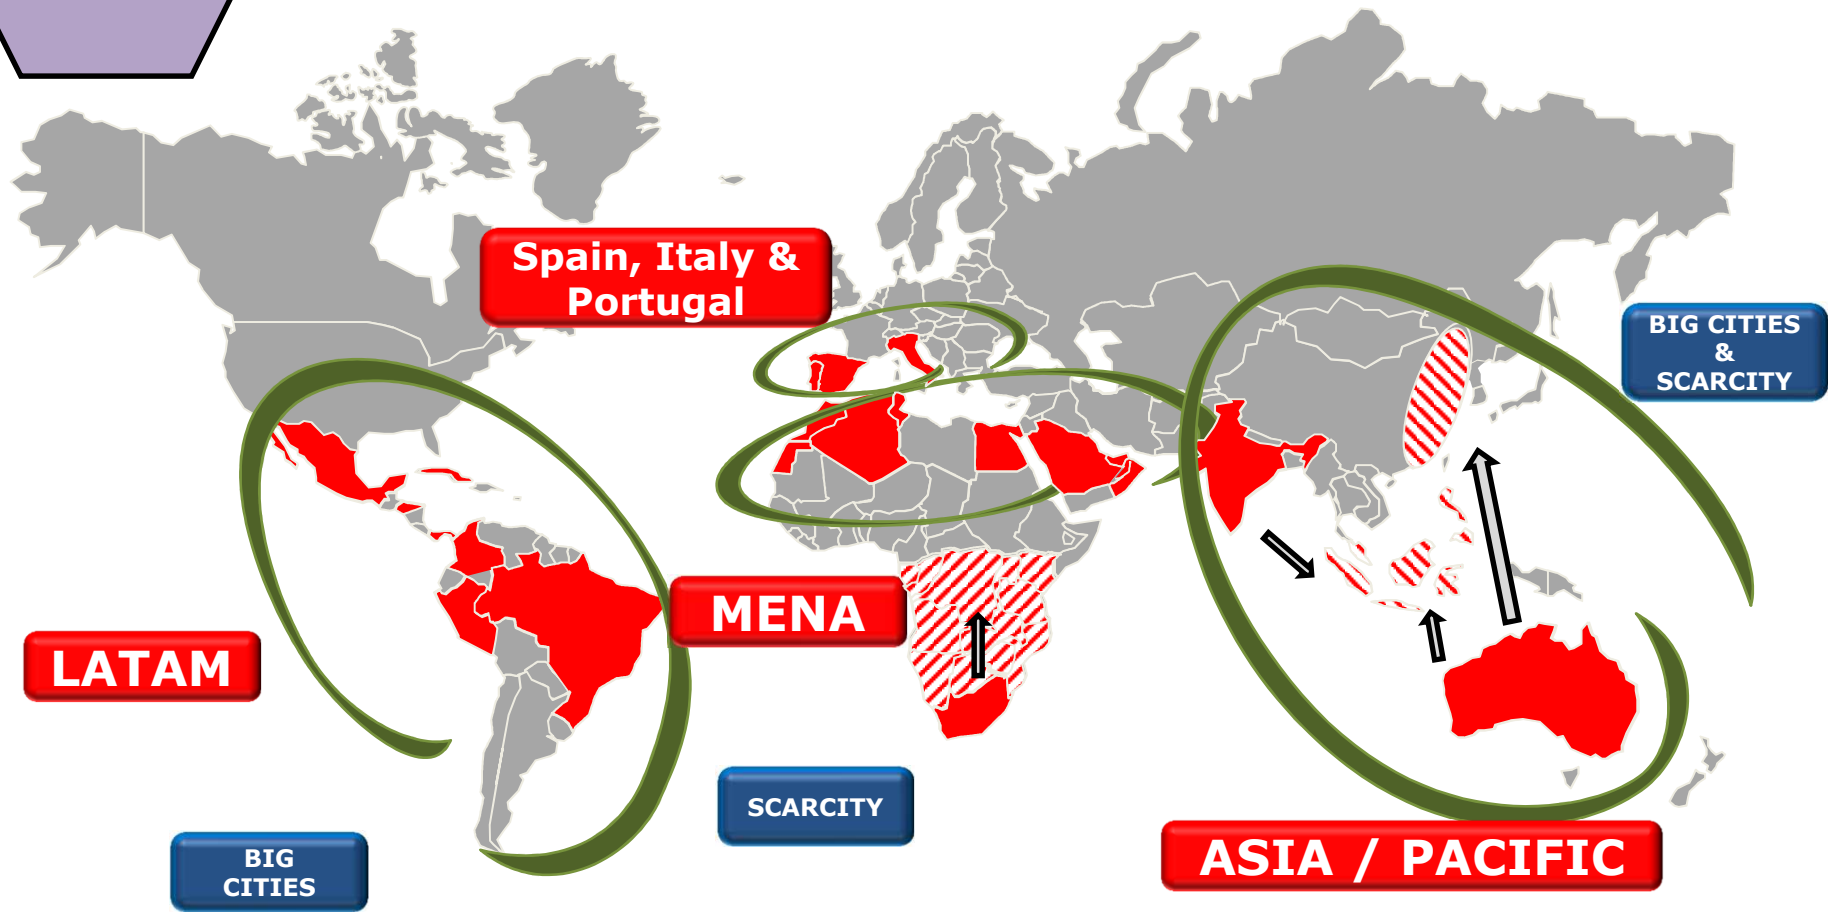 Spain, Italy &
Portugal
BIG CITIES
&
SCARCITY
MENA
LATAM
SCARCITY
BIG
CITIES
ASIA / PACIFIC